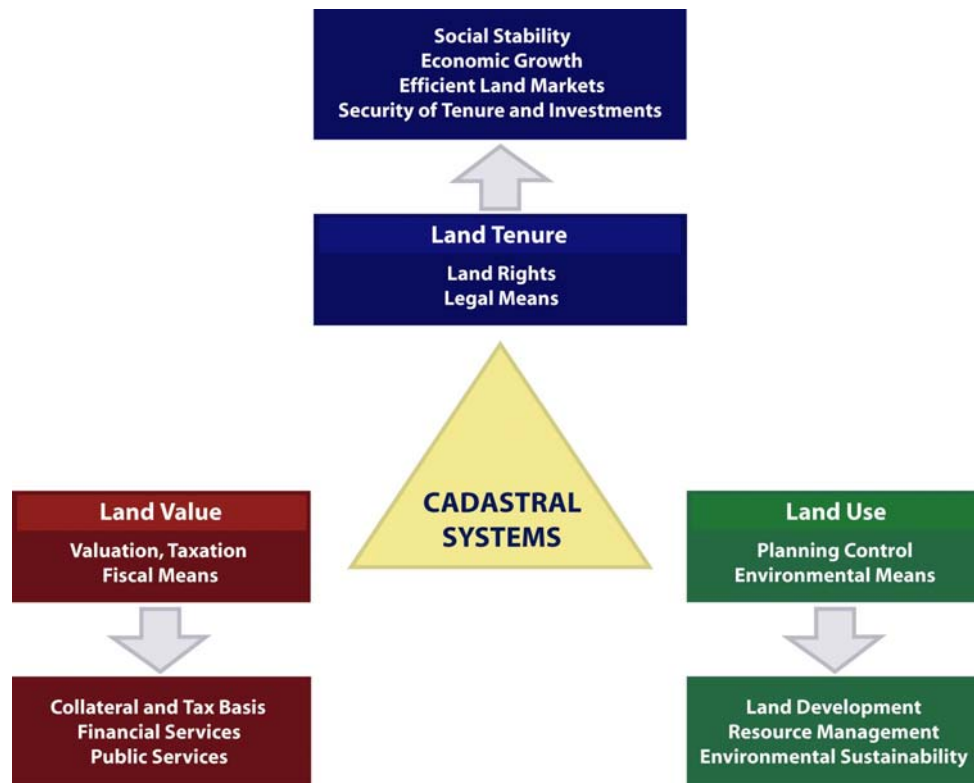 Social Stability
Economic Growth
Efficient Land Markets
Security of Tenure and Investments
Land Tenure
Land Rights
Legal Means
CADASTRAL
SYSTEMS
Land Value
Valuation, Taxation
Fiscal Means
Collateral and Tax Basis
Financial Services
Public Services
Land Use
Planning Control
Environmental Means
Land Development
Resource Management
Environmental Sustainability